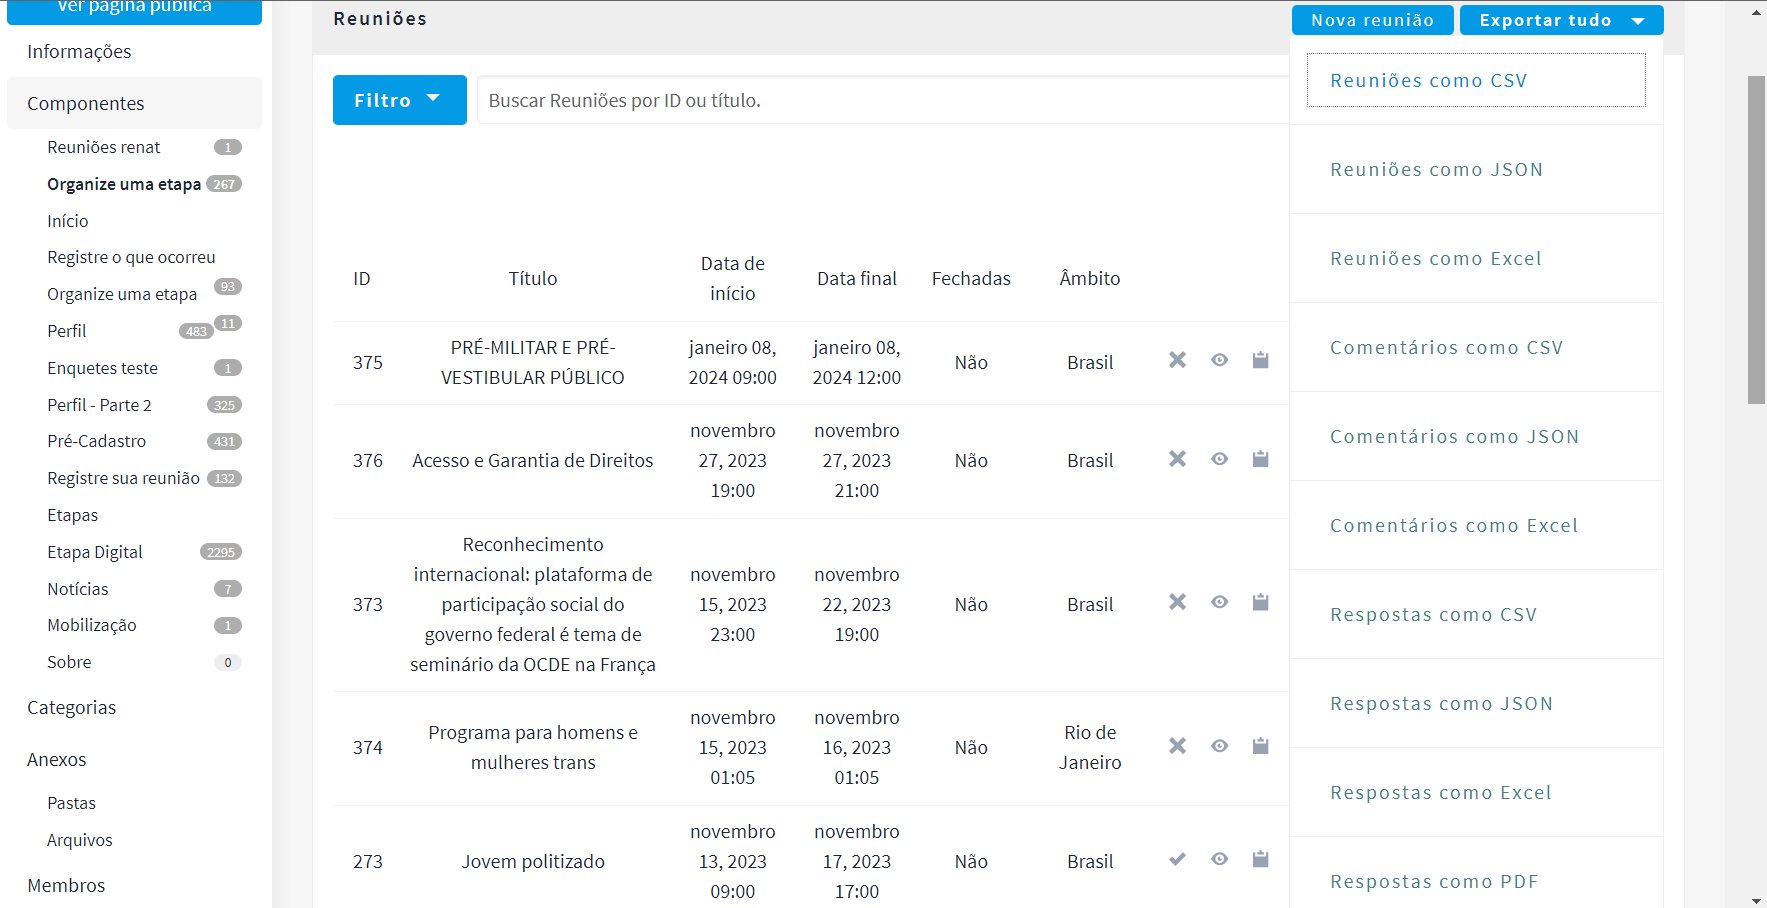 Ver página pública
Informações
Componentes
Reuniões renat 1
Organize uma etapa 267
Início
Registre o que ocorreu
Organize uma etapa 93
Perfil 483 11
Enquetes teste 1
Perfil - Parte 2 325
Pré-Cadastro 431
Registre sua reunião 132
Etapas
Etapa Digital 2295
Notícias 7
Mobilização 1
Sobre 0
Categorias
Anexos
Pastas
Arquivos
Membros
Reuniões
Nova reunião
Exportar tudo
Filtro
Buscar Reuniões por ID ou título.
ID
Título
Data de
início
Data final
Fechadas
Âmbito
375
PRÉ-MILITAR E PRÉ-
VESTIBULAR PÚBLICO
janeiro 08,
2024 09:00
janeiro 08,
2024 12:00
Não
Brasil
376
Acesso e Garantia de Direitos
novembro
27, 2023
19:00
novembro
27, 2023
21:00
Não
Brasil
373
Reconhecimento
internacional: plataforma de
participação social do
governo federal é tema de
seminário da OCDE na França
novembro
15, 2023
23:00
novembro
22, 2023
19:00
Não
Brasil
374
Programa para homens e
mulheres trans
novembro
15, 2023
01:05
novembro
16, 2023
01:05
Não
Rio de
Janeiro
273
Jovem politizado
novembro
13, 2023
09:00
novembro
17, 2023
17:00
Não
Brasil
Reuniões como CSV
Reuniões como JSON
Reuniões como Excel
Comentários como CSV
Comentários como JSON
Comentários como Excel
Respostas como CSV
Respostas como JSON
Respostas como Excel
Respostas como PDF